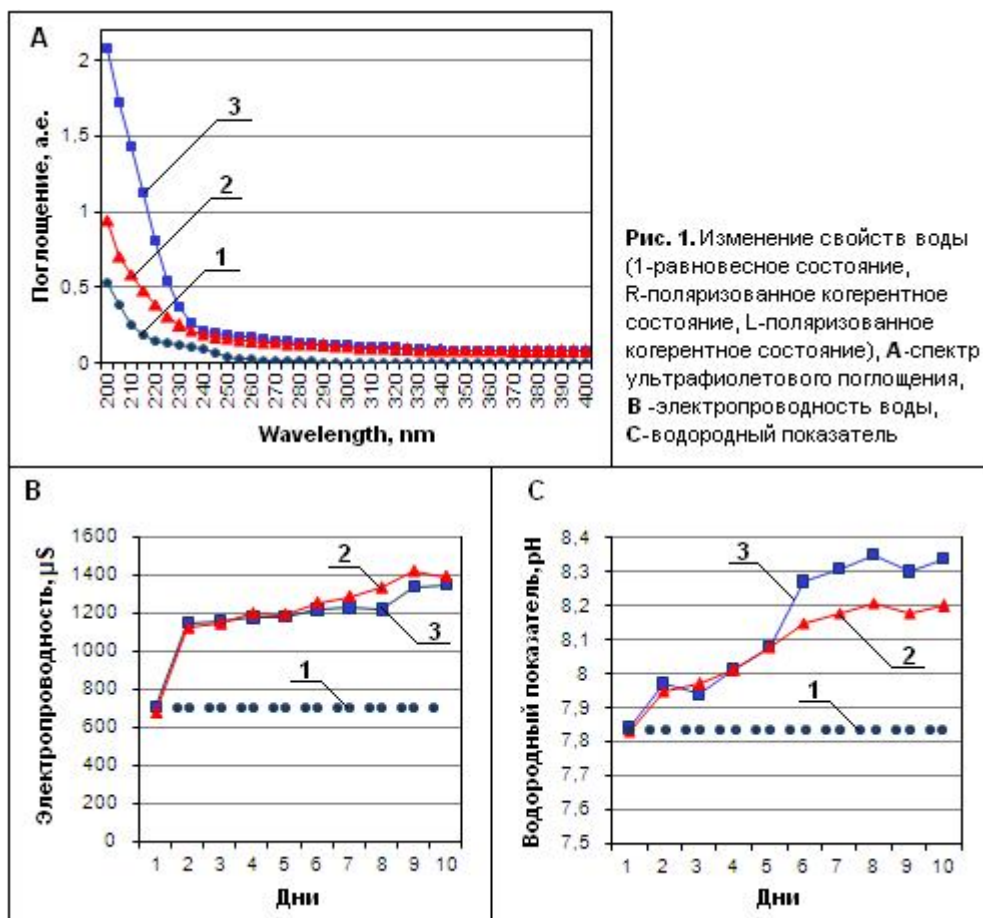 A
Поглощение, а.е.
2
1.5
1
0.5
0
3
2
1
200
210
220
230
240
250
260
270
280
290
300
310
320
330
340
350
360
370
380
390
400
Wavelength, nm
Рис. 1. Изменение свойств воды
(1-равновесное состояние,
R-поляризованное когерентное
состояние, L-поляризованное
когерентное состояние), А-спектр
ультрафиолетового поглощения,
В -электропроводность воды,
С-водородный показатель
B
Электропроводность, µS
1600
1400
1200
1000
800
600
400
200
0
2
3
1
1 2 3 4 5 6 7 8 9 10
Дни
C
Водородный показатель,pH
8,4
8,3
8,2
8,1
8
7,9
7,8
7,7
7,6
7,5
3
2
1
1 2 3 4 5 6 7 8 9 10
Дни